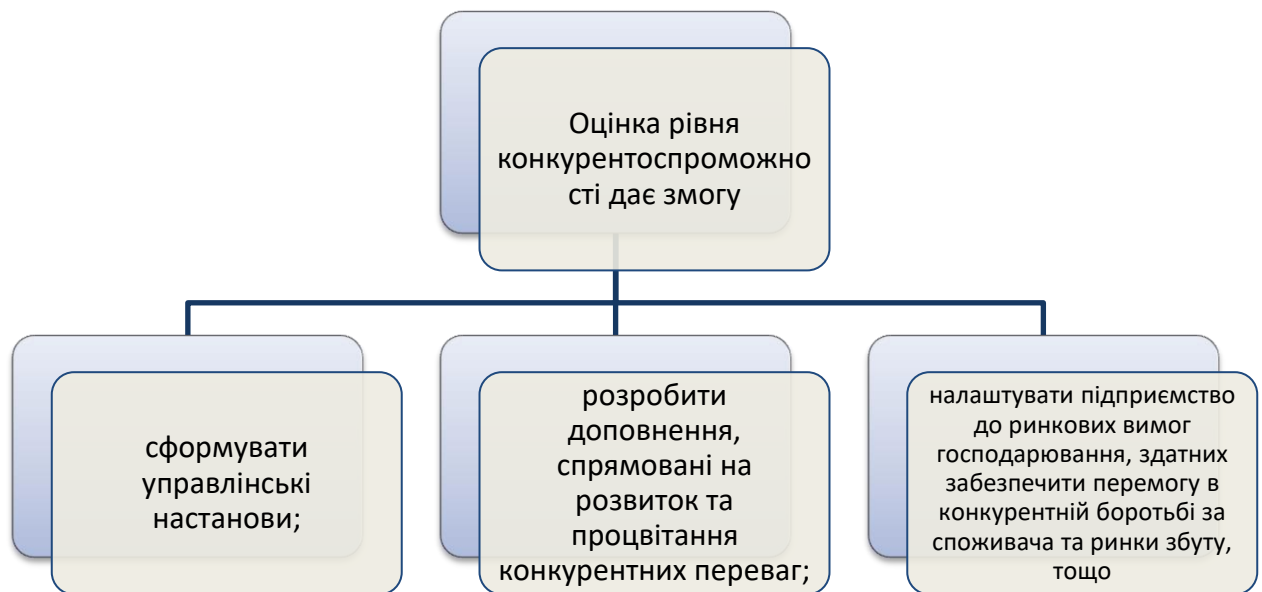 Оцінка рівня
конкурентоспроможно
сті дає змогу
сформувати
управлінські
настанови;
розробити
доповнення,
спрямовані на
розвиток та
процвітання
конкурентних переваг;
налаштувати підприємство
до ринкових вимог
господарювання, здатних
забезпечити перемогу в
конкурентній боротьбі за
споживача та ринки збуту,
тощо